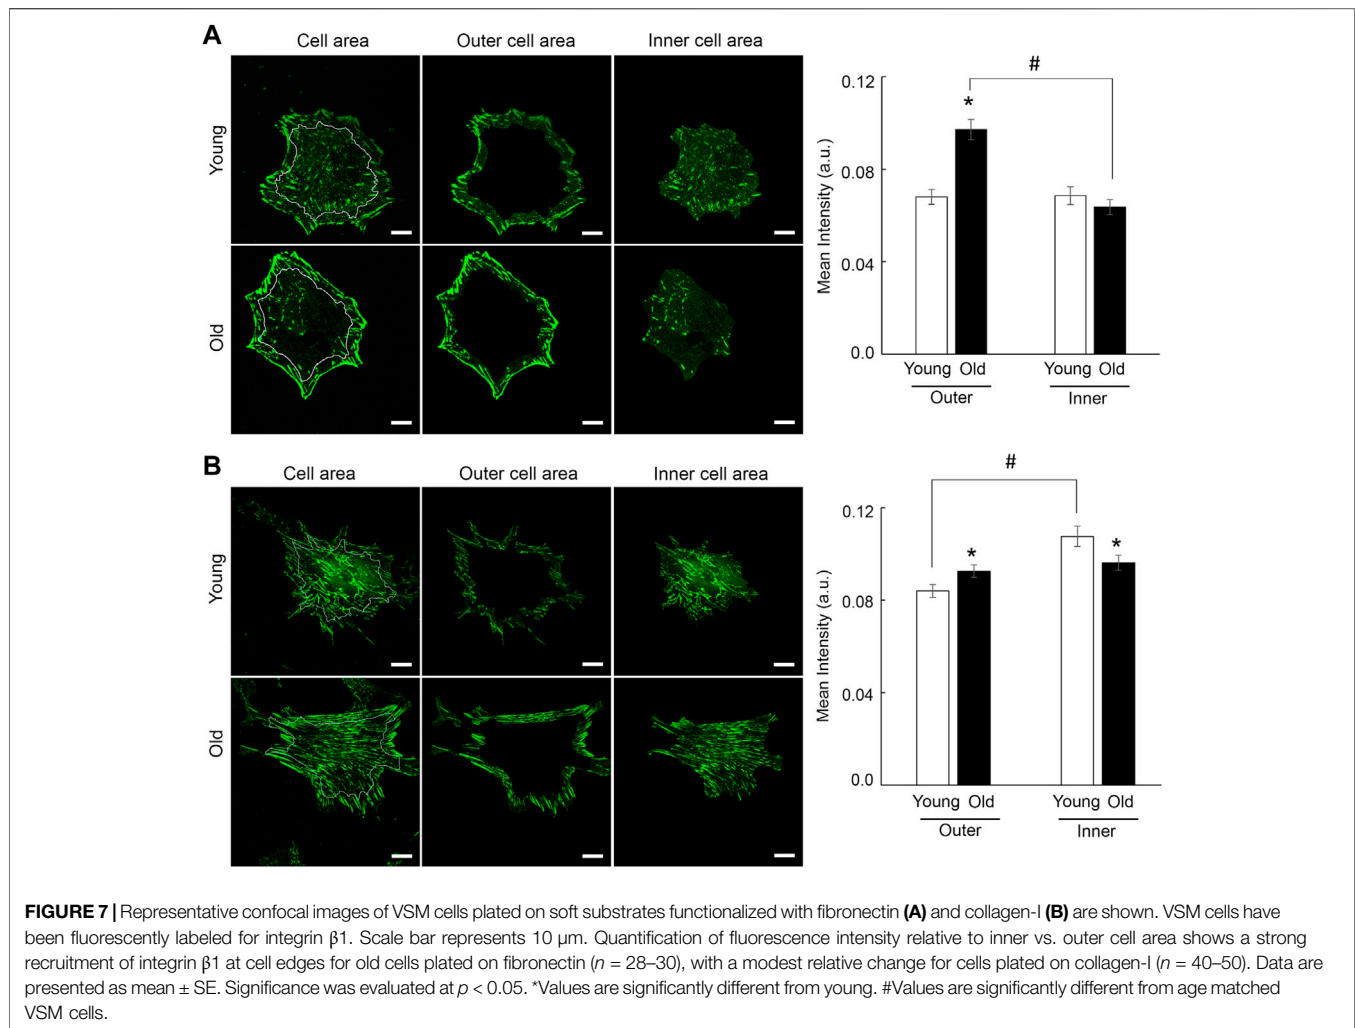 A
Cell area
Outer cell area
Inner cell area
Young
Old
#
*
0.12
0.08
0.04
0.0
Mean Intensity (a.u.)
Young Old
Young Old
Outer
Inner
B
Cell area
Outer cell area
Inner cell area
Young
Old
#
*
*
0.12
0.08
0.04
0.0
Mean Intensity (a.u.)
Young Old
Young Old
Outer
Inner
FIGURE 7 | Representative confocal images of VSM cells plated on soft substrates functionalized with fibronectin (A) and collagen-I (B) are shown. VSM cells have
been fluorescently labeled for integrin β1. Scale bar represents 10 μm. Quantification of fluorescence intensity relative to inner vs. outer cell area shows a strong
recruitment of integrin β1 at cell edges for old cells plated on fibronectin (n = 28–30), with a modest relative change for cells plated on collagen-I (n = 40–50). Data are
presented as mean ± SE. Significance was evaluated at p < 0.05. *Values are significantly different from young. #Values are significantly different from age matched
VSM cells.